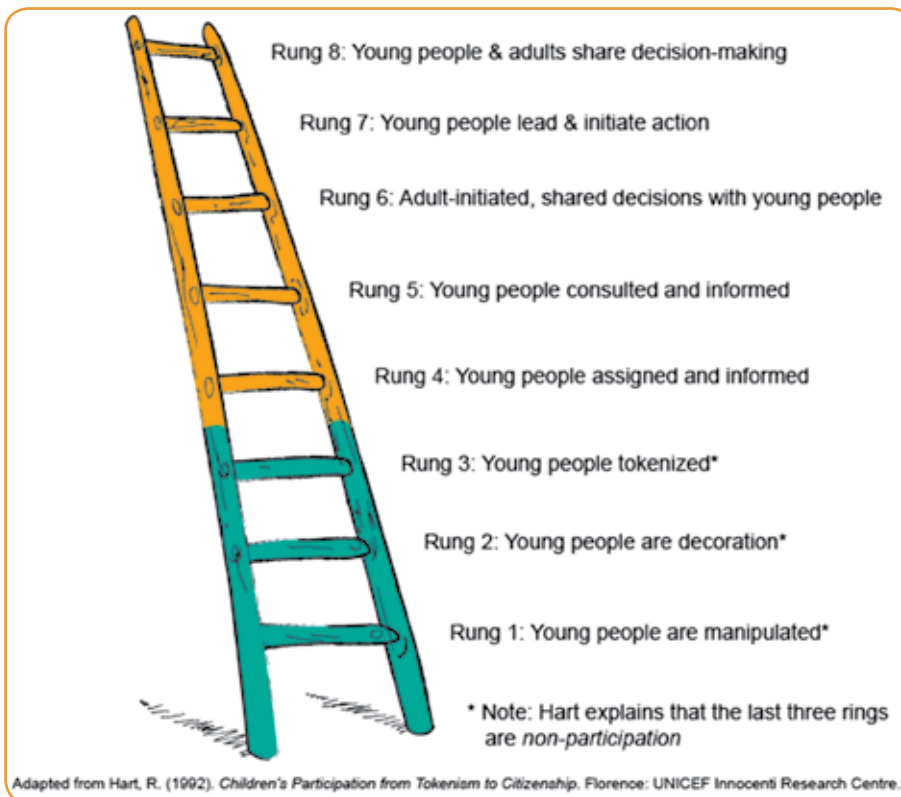 Rung 8: Young people & adults share decision-making
Rung 7: Young people lead & initiate action
Rung 6: Adult-initiated, shared decisions with young people
Rung 5: Young people consulted and informed
Rung 4: Young people assigned and informed
Rung 3: Young people tokenized*
Rung 2: Young people are decoration*
Rung 1: Young people are manipulated*
* Note: Hart explains that the last three rings
are non-participation
Adapted from Hart, R. (1992). Children's Participation from Tokenism to Citizenship. Florence: UNICEF Innocenti Research Centre.